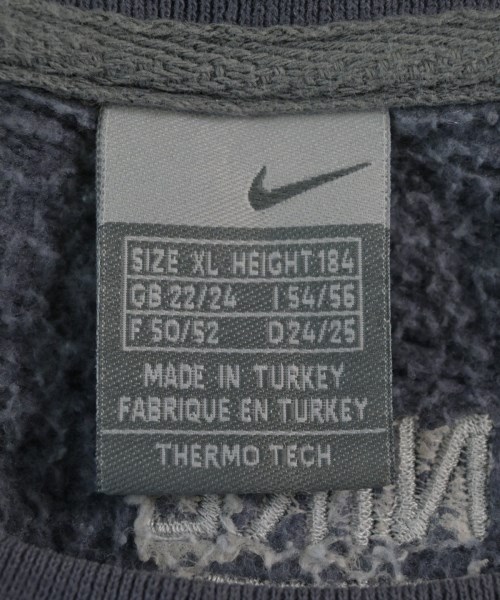 SIZE XL HEIGHT 184
GB 22/24 I 54/56
F 50/52 D 24/25
MADE IN TURKEY
FABRIQUE EN TURKEY
THERMO TECH